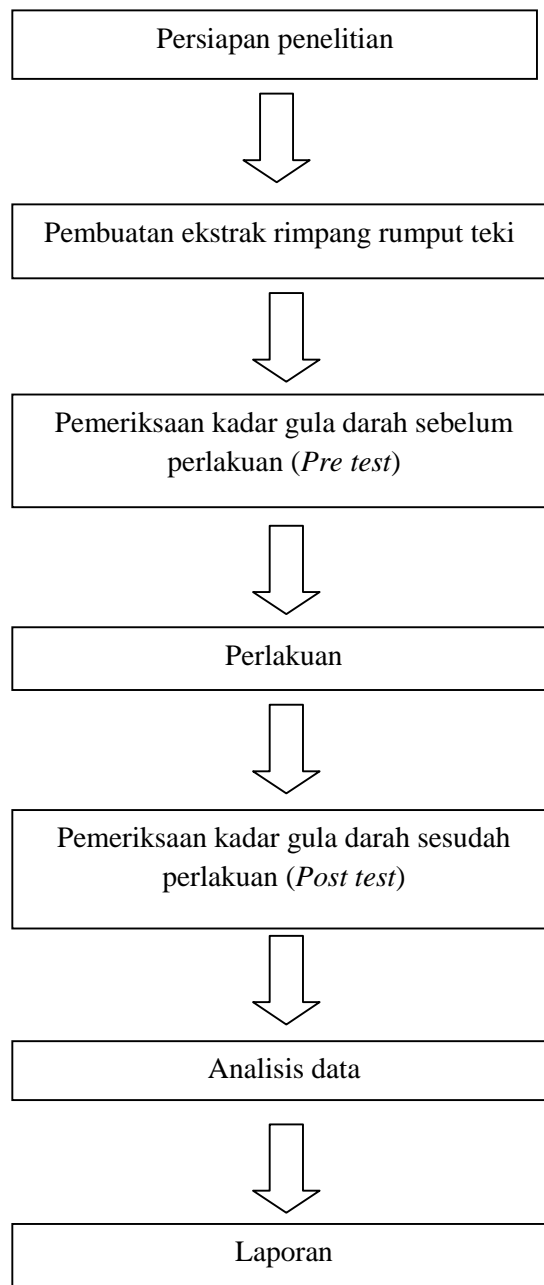 Persiapan penelitian
Pembuatan ekstrak rimpang rumput teki
Pemeriksaan kadar gula darah sebelum
perlakuan (Pre test)
Perlakuan
Pemeriksaan kadar gula darah sesudah
perlakuan (Post test)
Analisis data
Laporan